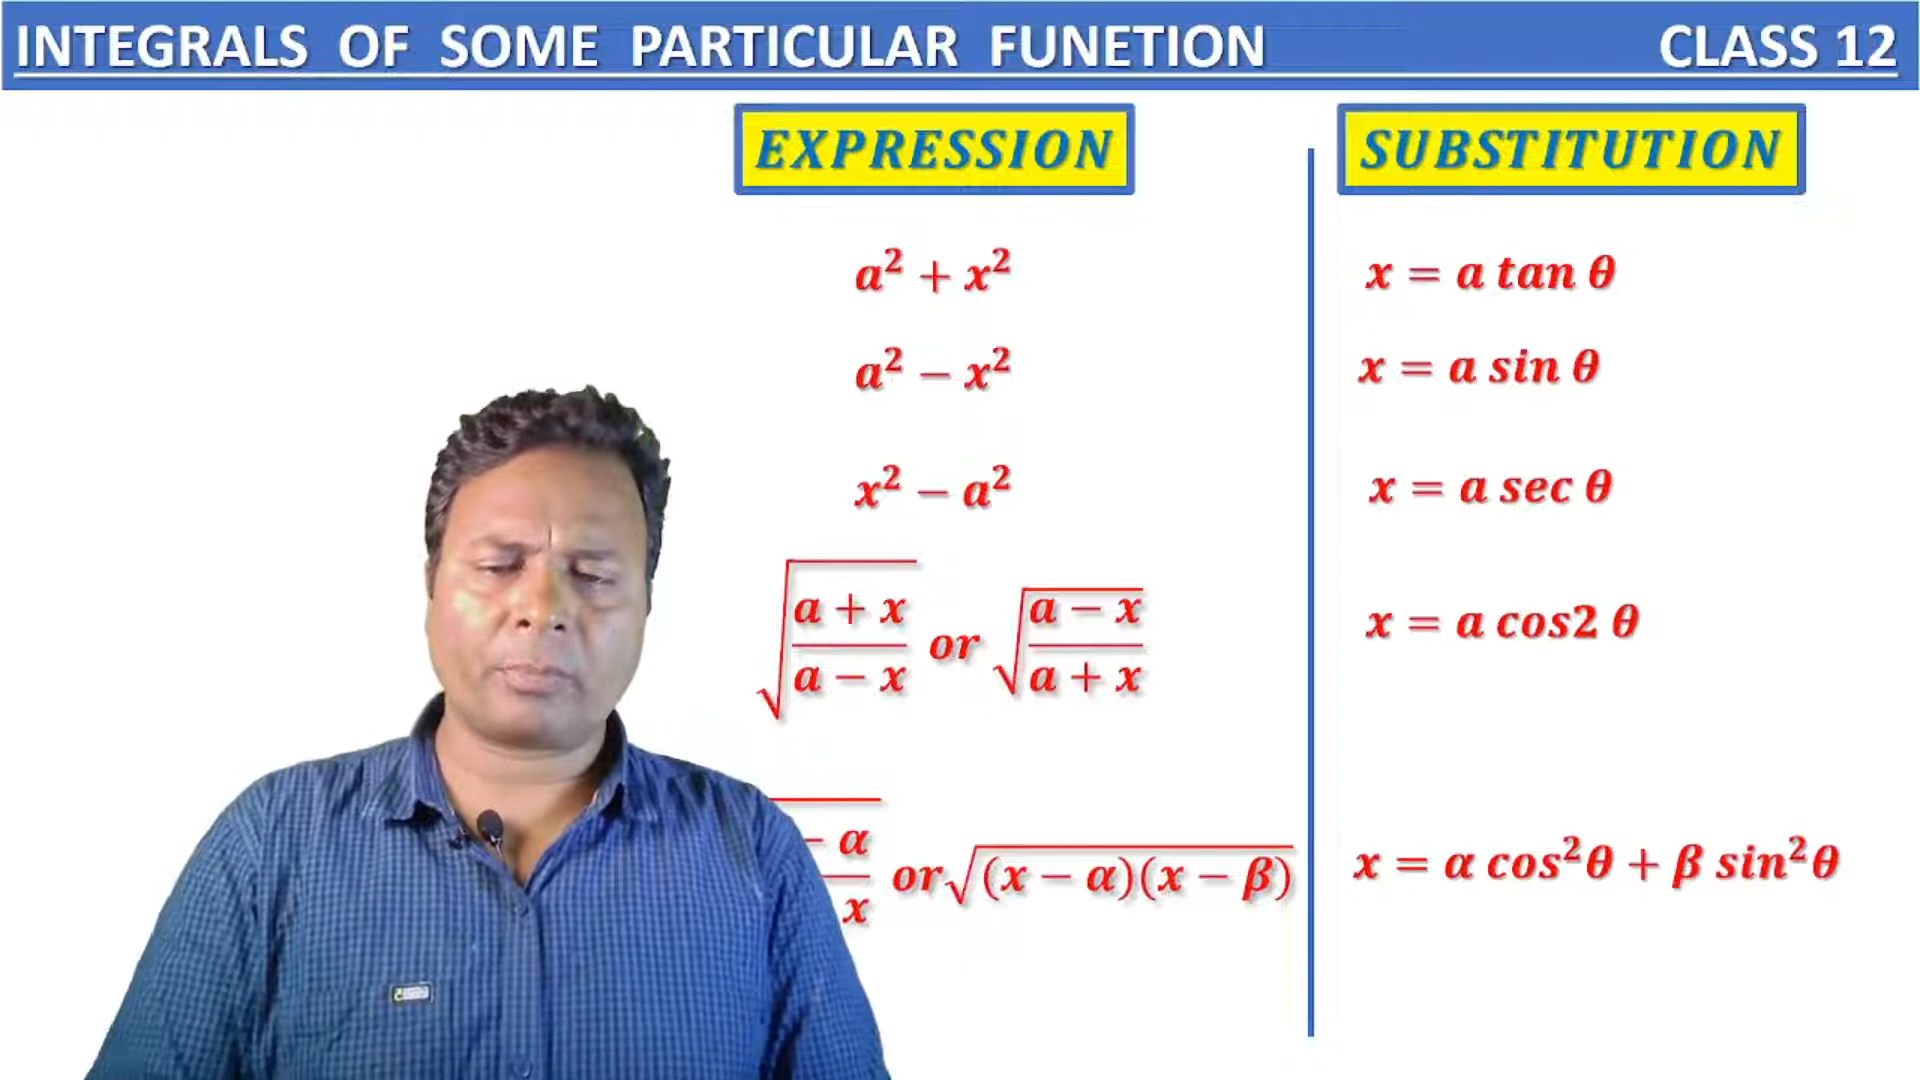 INTEGRALS OF SOME PARTICULAR FUNETION CLASS 12
EXPRESSION SUBSTITUTION
a² + x² x = a tan θ
a² − x² x = a sin θ
x² − a² x = a sec θ
√((a + x)/(a − x)) or √((a − x)/(a + x)) x = a cos2 θ
− α / x or √((x − α)(x − β)) x = α cos²θ + β sin²θ